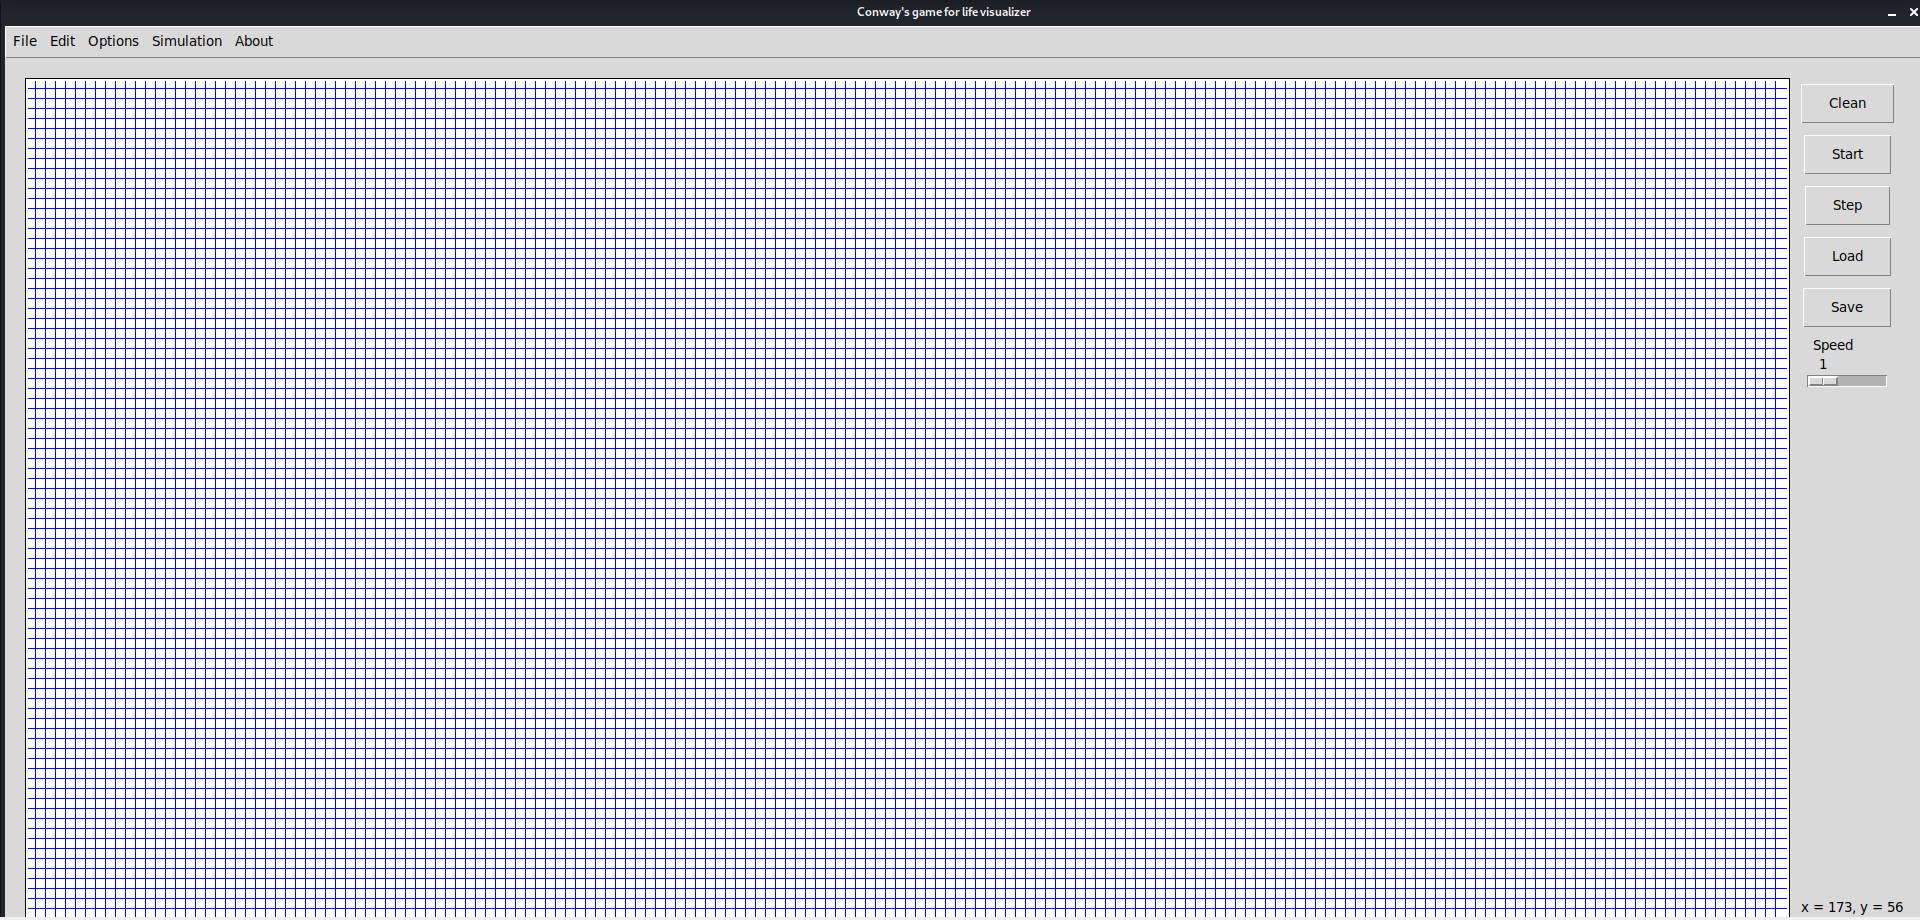 Conway's game for life visualizer
File Edit Options Simulation About
Clean
Start
Step
Load
Save
Speed
1
x = 173, y = 56